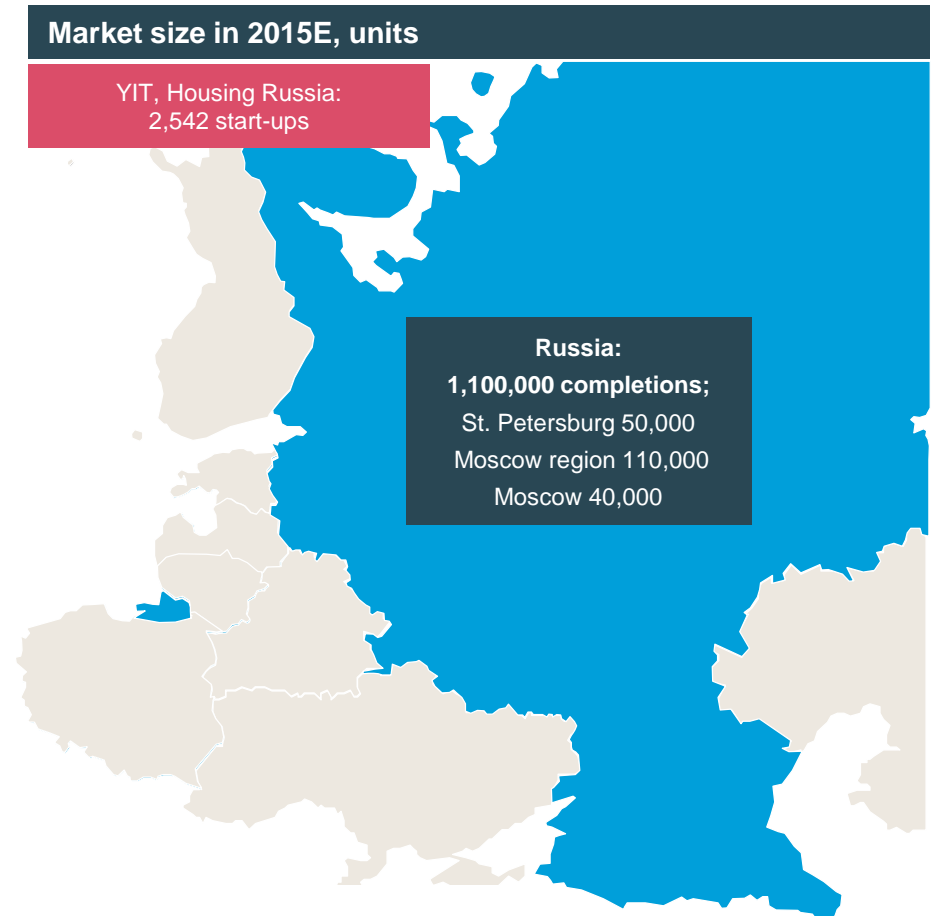 Market size in 2015E, units
YIT, Housing Russia:
2,542 start-ups
Russia:
1,100,000 completions;
St. Petersburg 50,000
Moscow region 110,000
Moscow 40,000